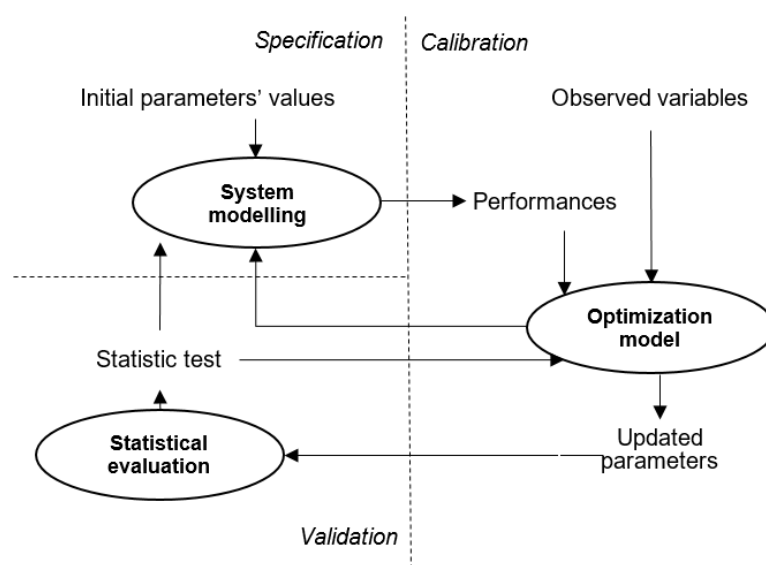 Specification
Calibration
Initial parameters’ values
Observed variables
System
modelling
Performances
Optimization
model
Statistic test
Updated
parameters
Statistical
evaluation
Validation